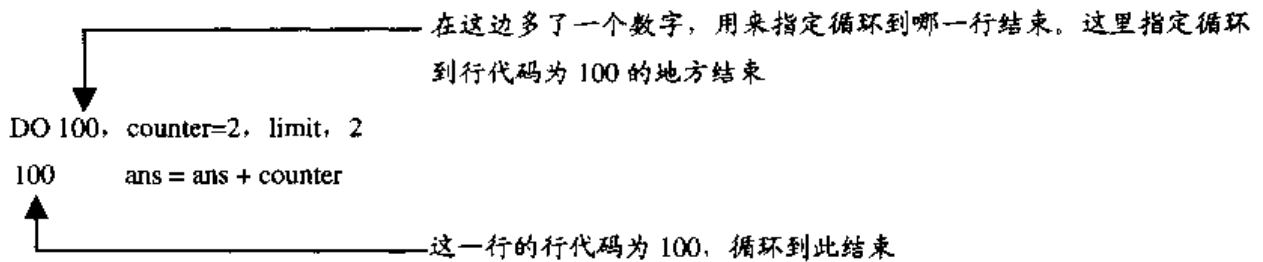 在这边多了一个数字，用来指定循环到哪一行结束。这里指定循环
到行代码为 100 的地方结束
DO 100，counter=2，limit，2
100 ans = ans + counter
这一行的行代码为 100，循环到此结束